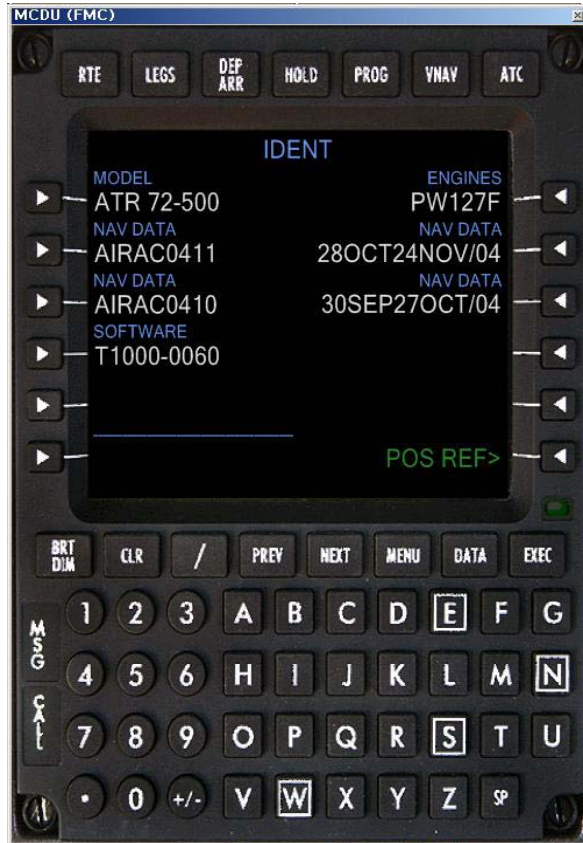 MCDU (FMC)
RTE LEGS DEP ARR HOLD PROG VNAV ATC
IDENT
MODEL ENGINES
ATR 72-500 PW127F
NAV DATA NAV DATA
AIRAC0411 28OCT24NOV/04
NAV DATA NAV DATA
AIRAC0410 30SEP27OCT/04
SOFTWARE
T1000-0060
POS REF>
BRT DIM CLR / PREV NEXT MENU DATA EXEC
1 2 3 A B C D E F G
MSG
4 5 6 H I J K L M N
CALL
7 8 9 O P Q R S T U
. 0 +/- V W X Y Z SP